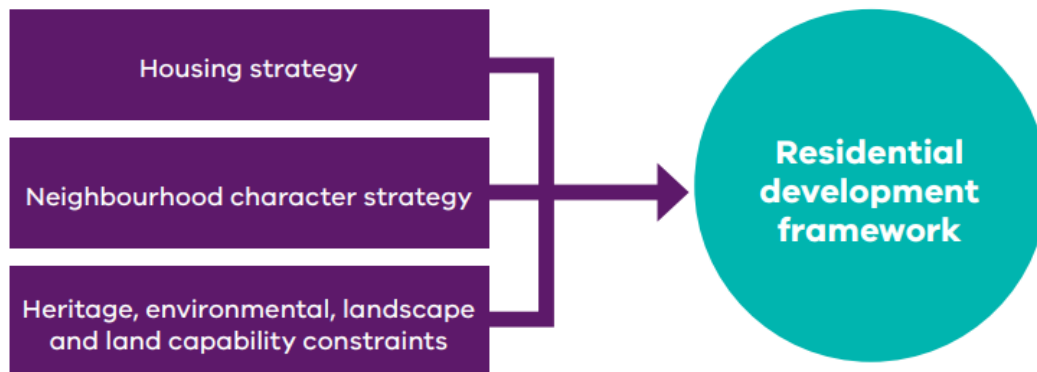 Housing strategy
Neighbourhood character strategy
Heritage, environmental, landscape
and land capability constraints
Residential
development
framework